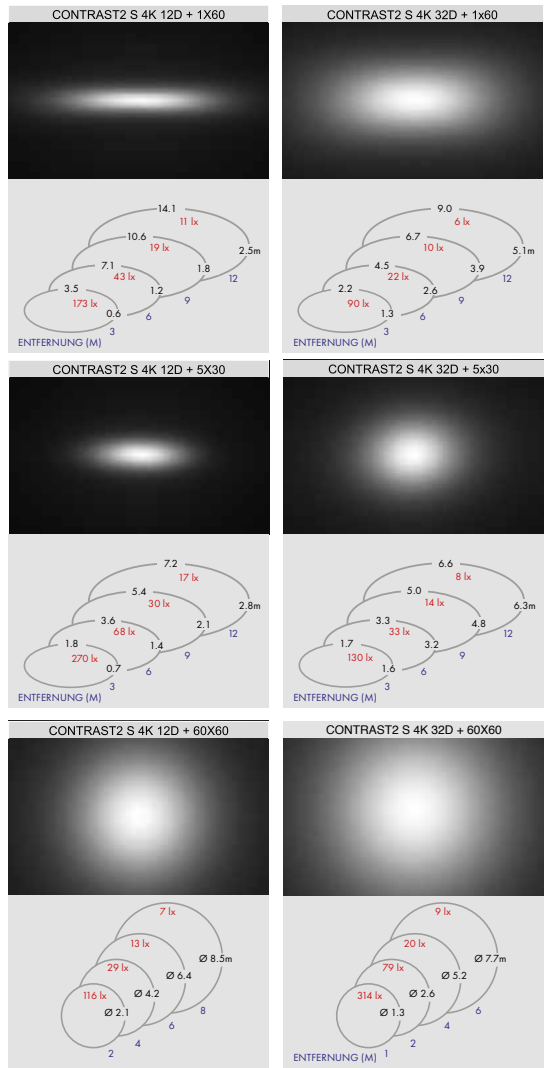 CONTRAST2 S 4K 12D + 1X60
14.1
11 lx
10.6
19 lx
2.5m
7.1
43 lx
1.8
12
3.5
173 lx
1.2
9
0.6
6
3
ENTFERNUNG (M)
CONTRAST2 S 4K 32D + 1x60
9.0
6 lx
6.7
10 lx
5.1m
4.5
22 lx
3.9
12
2.2
90 lx
2.6
9
1.3
6
3
ENTFERNUNG (M)
CONTRAST2 S 4K 12D + 5X30
7.2
17 lx
5.4
30 lx
2.8m
3.6
68 lx
2.1
12
1.8
270 lx
1.4
9
0.7
6
3
ENTFERNUNG (M)
CONTRAST2 S 4K 32D + 5x30
6.6
8 lx
5.0
14 lx
6.3m
3.3
33 lx
4.8
12
1.7
130 lx
3.2
9
1.6
6
3
ENTFERNUNG (M)
CONTRAST2 S 4K 12D + 60X60
7 lx
13 lx
Ø 8.5m
29 lx
Ø 6.4
116 lx
Ø 4.2
8
Ø 2.1
6
4
2
CONTRAST2 S 4K 32D + 60X60
9 lx
20 lx
Ø 7.7m
79 lx
Ø 5.2
314 lx
Ø 2.6
6
Ø 1.3
4
2
ENTFERNUNG (M) 1